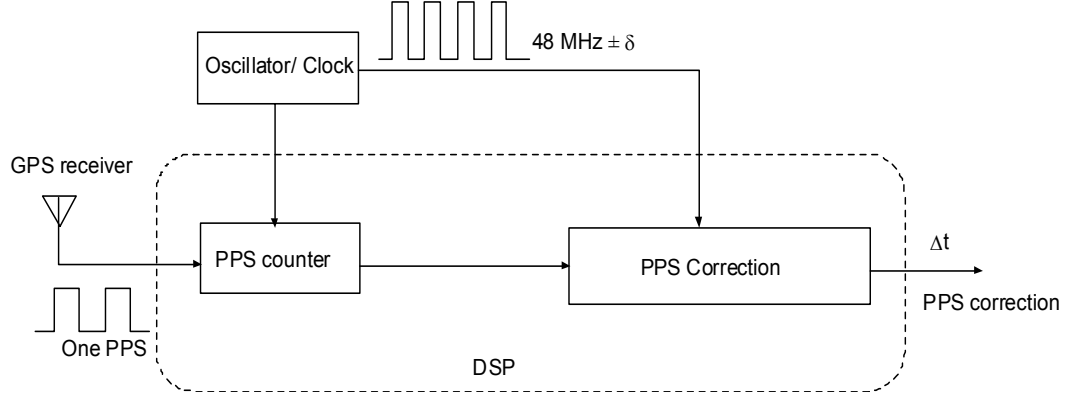 48 MHz ± δ
Oscillator/ Clock
GPS receiver
PPS counter
PPS Correction
Δt
PPS correction
One PPS
DSP